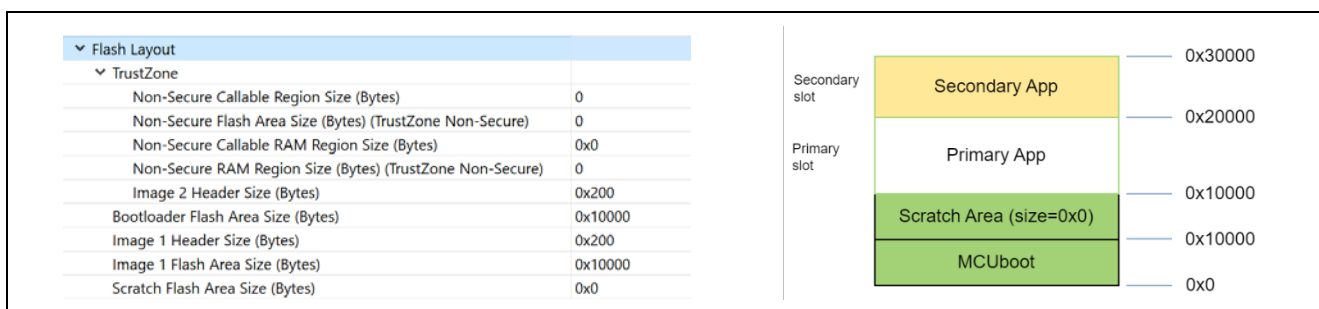 Flash Layout
TrustZone
Non-Secure Callable Region Size (Bytes) 0
Non-Secure Flash Area Size (Bytes) (TrustZone Non-Secure) 0
Non-Secure Callable RAM Region Size (Bytes) 0x0
Non-Secure RAM Region Size (Bytes) (TrustZone Non-Secure) 0
Image 2 Header Size (Bytes) 0x200
Bootloader Flash Area Size (Bytes) 0x10000
Image 1 Header Size (Bytes) 0x200
Image 1 Flash Area Size (Bytes) 0x10000
Scratch Flash Area Size (Bytes) 0x0
0x30000
Secondary
slot
Secondary App
0x20000
Primary
slot
Primary App
0x10000
Scratch Area (size=0x0)
0x10000
MCUboot
0x0